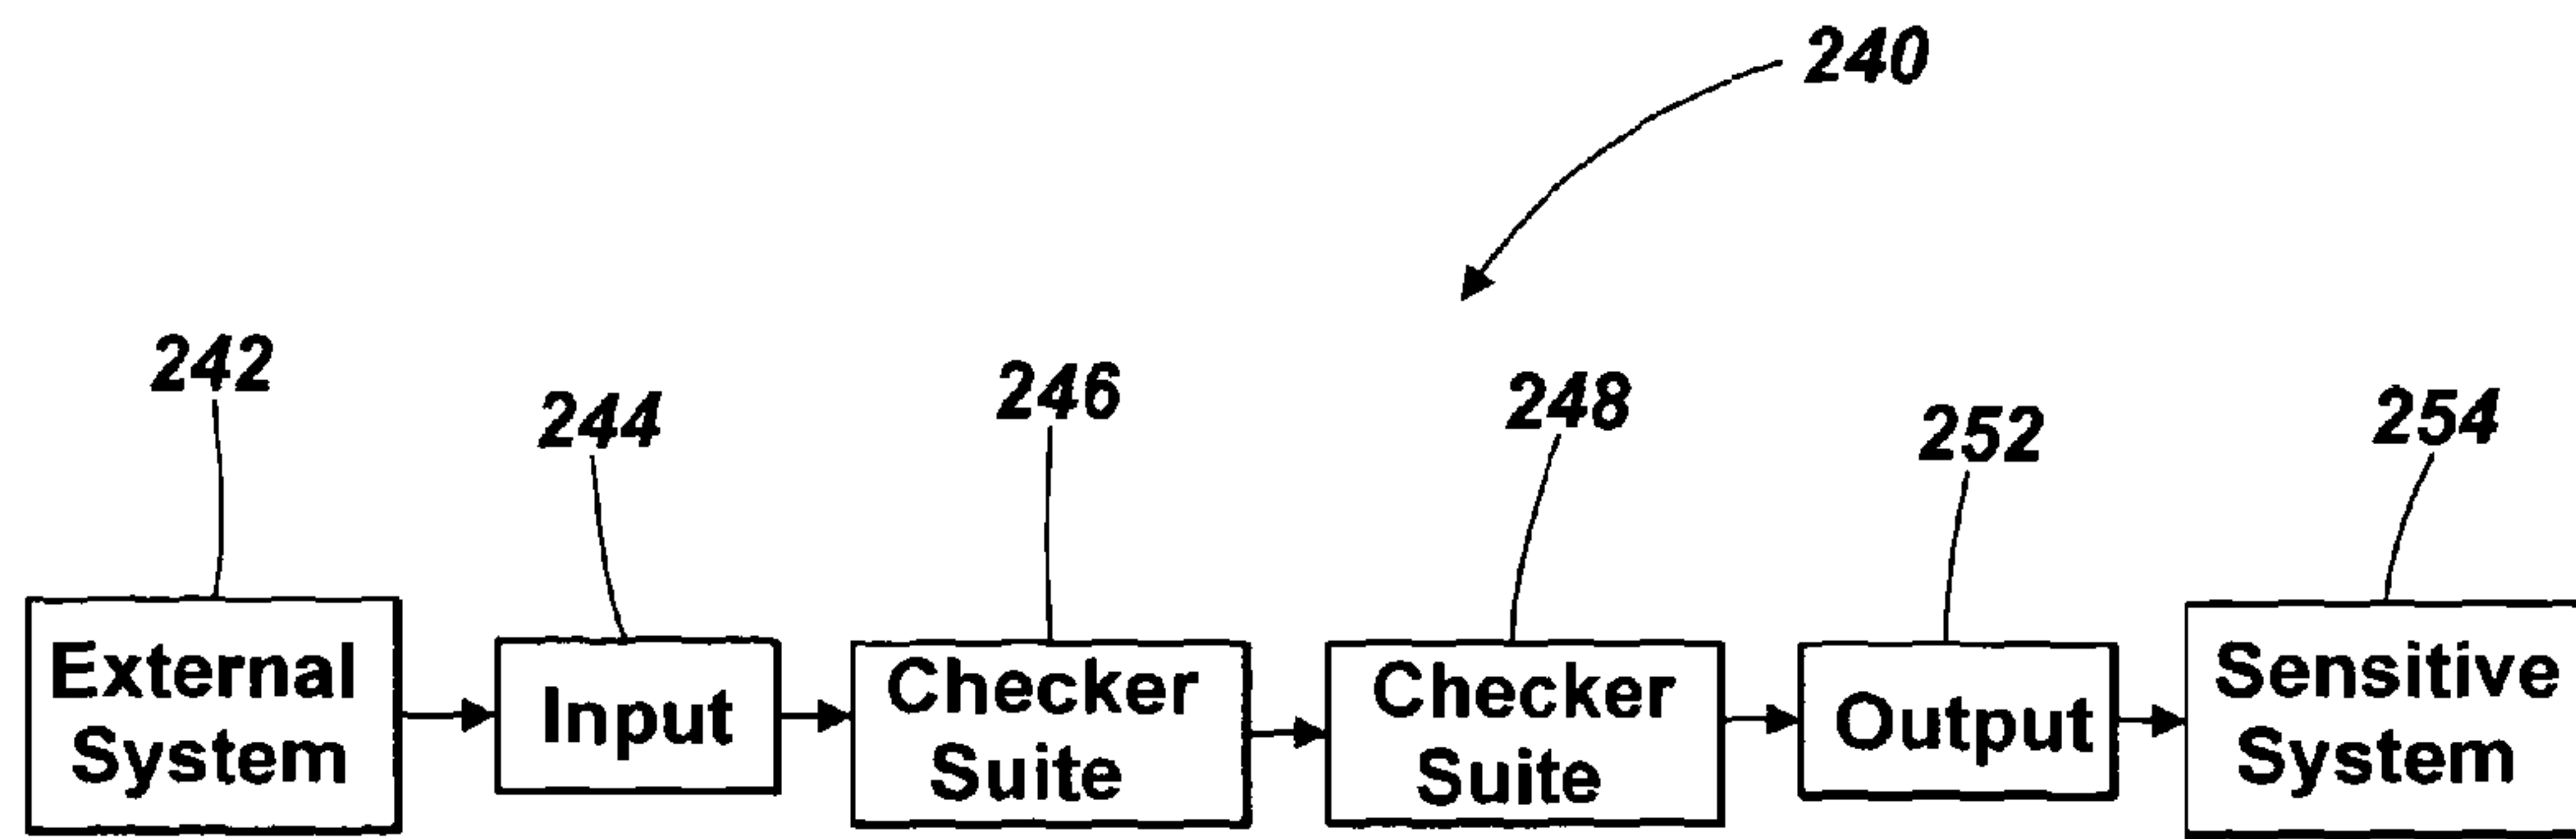 240
242
244
246
248
252
254
External
System
Input
Checker
Suite
Checker
Suite
Output
Sensitive
System